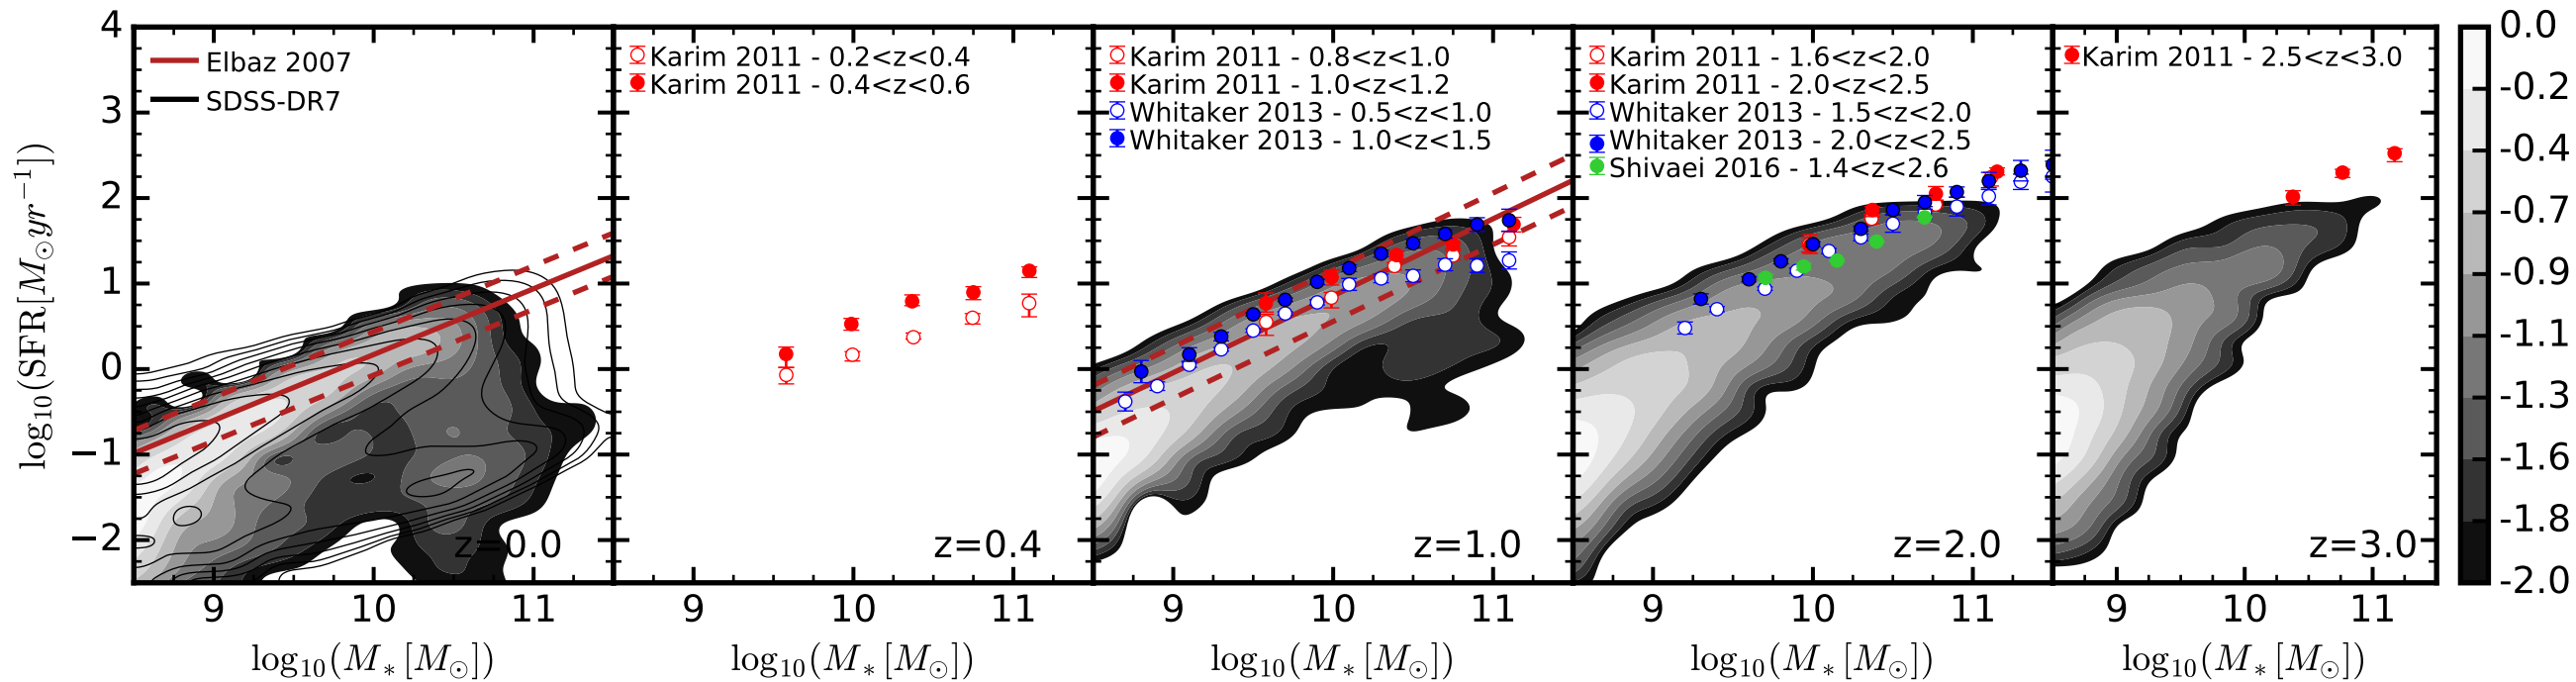 log₁₀(SFR[M⊙yr⁻¹])
4
3
2
1
0
−1
−2
Elbaz 2007
SDSS-DR7
z=0.0
9 10 11
log₁₀(M∗[M⊙])
Karim 2011 - 0.2<z<0.4
Karim 2011 - 0.4<z<0.6
z=0.4
9 10 11
log₁₀(M∗[M⊙])
Karim 2011 - 0.8<z<1.0
Karim 2011 - 1.0<z<1.2
Whitaker 2013 - 0.5<z<1.0
Whitaker 2013 - 1.0<z<1.5
z=1.0
9 10 11
log₁₀(M∗[M⊙])
Karim 2011 - 1.6<z<2.0
Karim 2011 - 2.0<z<2.5
Whitaker 2013 - 1.5<z<2.0
Whitaker 2013 - 2.0<z<2.5
Shivaei 2016 - 1.4<z<2.6
z=2.0
9 10 11
log₁₀(M∗[M⊙])
Karim 2011 - 2.5<z<3.0
z=3.0
9 10 11
log₁₀(M∗[M⊙])
0.0
-0.2
-0.4
-0.7
-0.9
-1.1
-1.3
-1.6
-1.8
-2.0